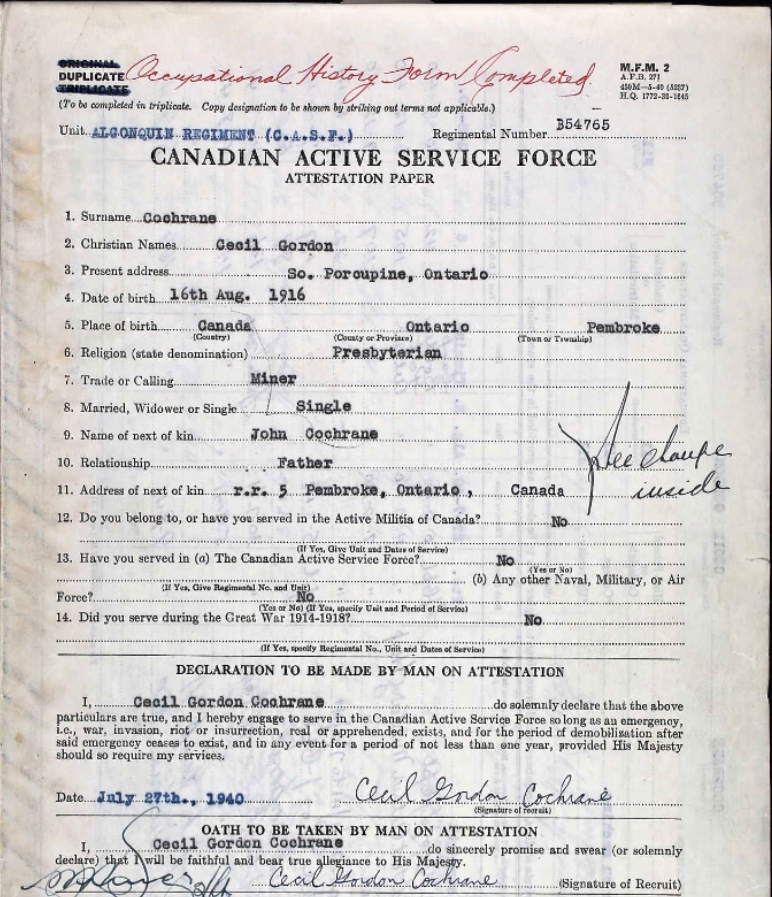 ORIGINAL
DUPLICATE
TRIPLICATE
Occupational History Form Completed.
M.F.M. 2
A.F.B. 271
450M—5-40 (5237)
H.Q. 1772-39-1645
(To be completed in triplicate. Copy designation to be shown by striking out terms not applicable.)
Unit ALGONQUIN REGIMENT (C.A.S.F.) Regimental Number B54765
CANADIAN ACTIVE SERVICE FORCE
ATTESTATION PAPER
1. Surname Cochrane
2. Christian Names Cecil Gordon
3. Present address So. Porcupine, Ontario
4. Date of birth 16th Aug. 1916
5. Place of birth Canada Ontario Pembroke
(Country) (County or Province) (Town or Township)
6. Religion (state denomination) Presbyterian
7. Trade or Calling Miner
8. Married, Widower or Single Single
9. Name of next of kin John Cochrane
10. Relationship Father
See change
inside
11. Address of next of kin r.r. 5 Pembroke, Ontario, Canada
12. Do you belong to, or have you served in the Active Militia of Canada? No
(If Yes, Give Unit and Dates of Service)
13. Have you served in (a) The Canadian Active Service Force? No
(Yes or No)
(b) Any other Naval, Military, or Air
(If Yes, Give Regimental No. and Unit)
Force? No
(Yes or No) (If Yes, specify Unit and Period of Service)
14. Did you serve during the Great War 1914-1918? No
(If Yes, specify Regimental No., Unit and Dates of Service)
DECLARATION TO BE MADE BY MAN ON ATTESTATION
I, Cecil Gordon Cochrane do solemnly declare that the above
particulars are true, and I hereby engage to serve in the Canadian Active Service Force so long as an emergency,
i.e., war, invasion, riot or insurrection, real or apprehended, exists, and for the period of demobilization after
said emergency ceases to exist, and in any event for a period of not less than one year, provided His Majesty
should so require my services.
Date July 27th., 1940 Cecil Gordon Cochrane
(Signature of recruit)
OATH TO BE TAKEN BY MAN ON ATTESTATION
I, Cecil Gordon Cochrane do sincerely promise and swear (or solemnly
declare) that I will be faithful and bear true allegiance to His Majesty.
Cecil Gordon Cochrane (Signature of Recruit)